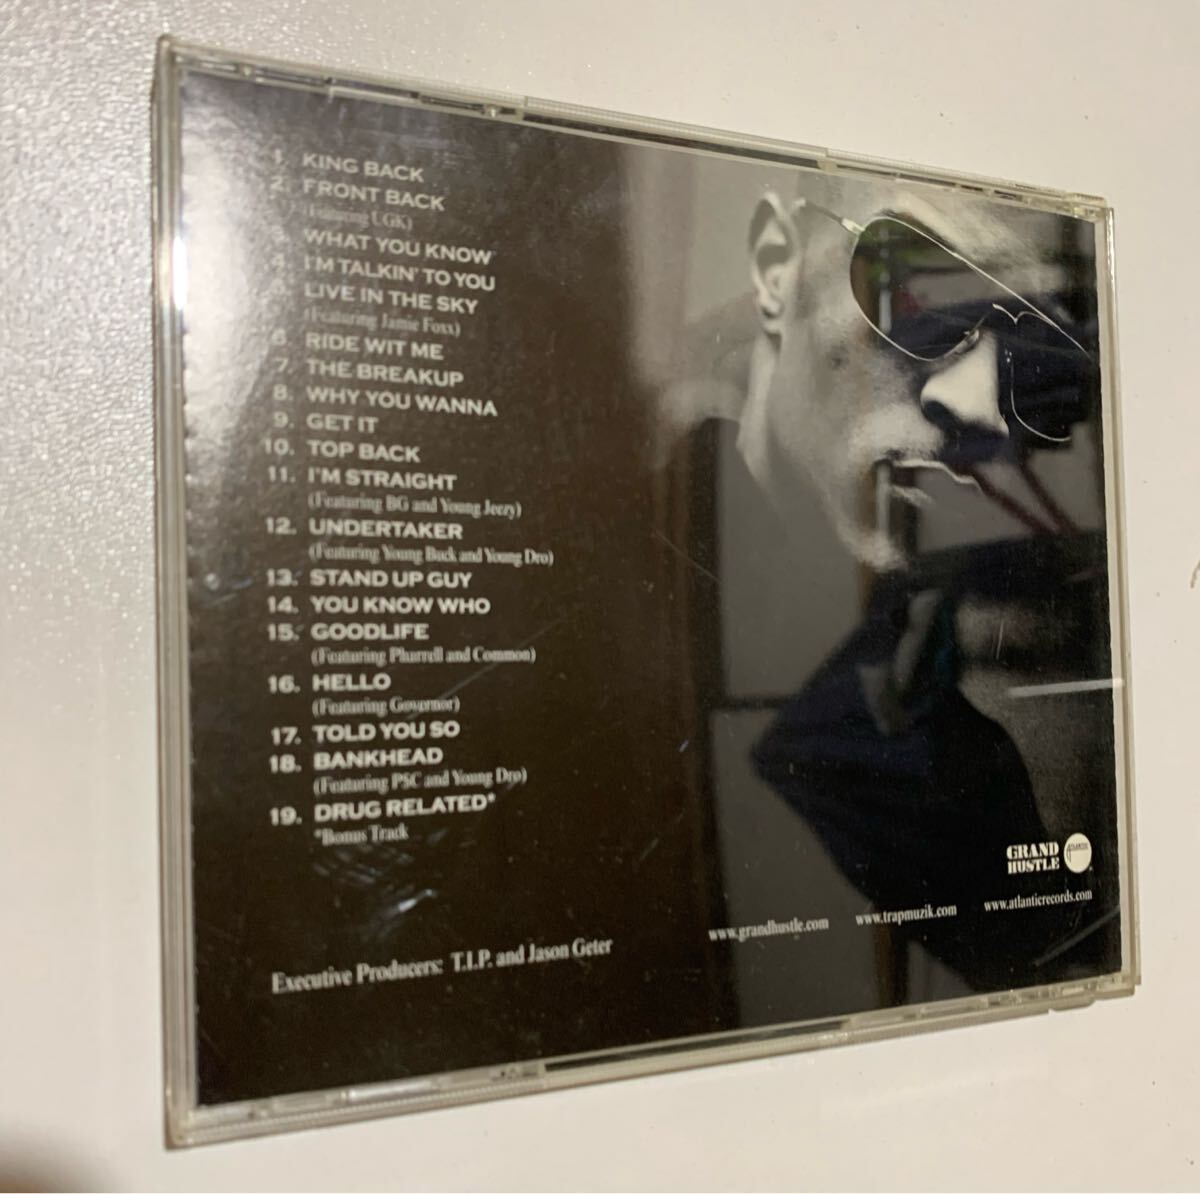 1. KING BACK
2. FRONT BACK
(Featuring UGK)
WHAT YOU KNOW
4. I'M TALKIN' TO YOU
LIVE IN THE SKY
(Featuring Jamie Foxx)
6. RIDE WIT ME
7. THE BREAKUP
8. WHY YOU WANNA
9. GET IT
10. TOP BACK
11. I'M STRAIGHT
(Featuring BG and Young Jeezy)
12. UNDERTAKER
(Featuring Young Buck and Young Dro)
13. STAND UP GUY
14. YOU KNOW WHO
15. GOODLIFE
(Featuring Pharrell and Common)
16. HELLO
(Featuring Governor)
17. TOLD YOU SO
18. BANKHEAD
(Featuring PSC and Young Dro)
19. DRUG RELATED*
*Bonus Track
GRAND
HUSTLE
www.grandhustle.com www.trapmuzik.com www.atlanticrecords.com
Executive Producers: T.I.P. and Jason Geter